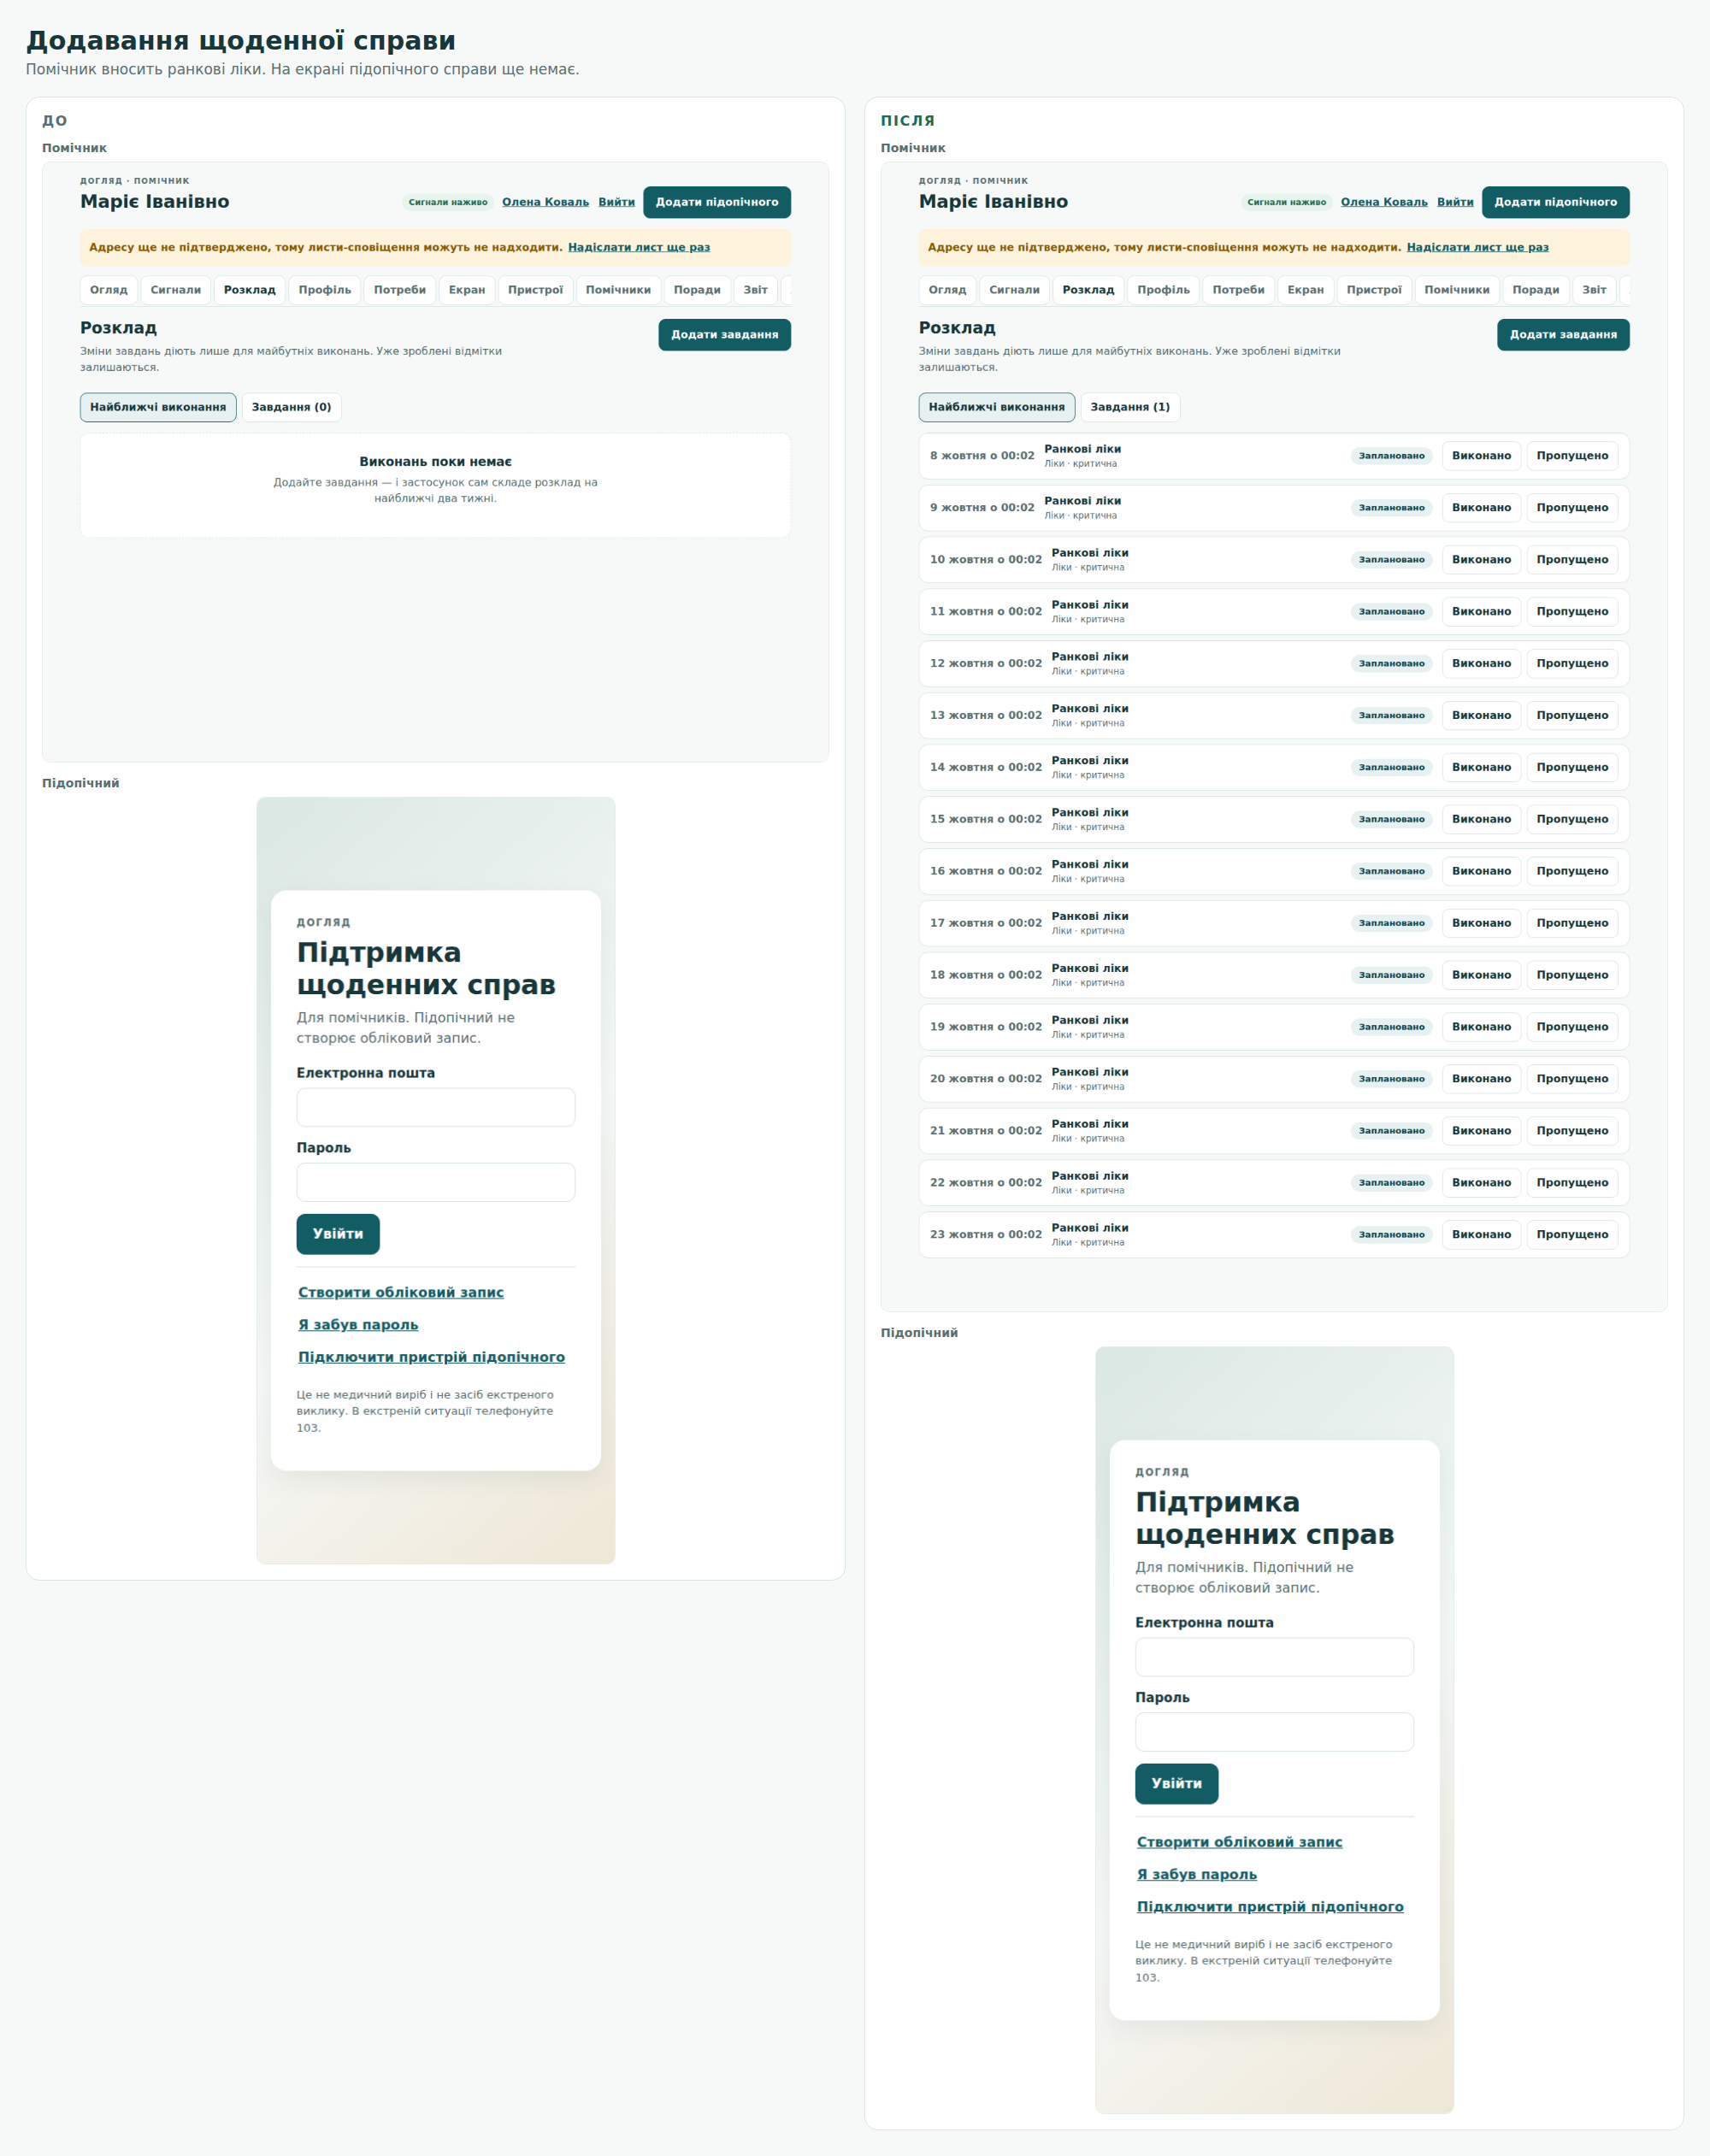 Додавання щоденної справи
Помічник вносить ранкові ліки. На екрані підопічного справи ще немає.
ДО
Помічник
ДОГЛЯД · ПОМІЧНИК
Маріє Іванівно
Сигнали наживо Олена Коваль Вийти Додати підопічного
Адресу ще не підтверджено, тому листи-сповіщення можуть не надходити. Надіслати лист ще раз
Огляд Сигнали Розклад Профіль Потреби Екран Пристрої Помічники Поради Звіт
Розклад
Додати завдання
Зміни завдань діють лише для майбутніх виконань. Уже зроблені відмітки
залишаються.
Найближчі виконання Завдання (0)
Виконань поки немає
Додайте завдання — і застосунок сам складе розклад на
найближчі два тижні.
Підопічний
ДОГЛЯД
Підтримка
щоденних справ
Для помічників. Підопічний не
створює обліковий запис.
Електронна пошта
Пароль
Увійти
Створити обліковий запис
Я забув пароль
Підключити пристрій підопічного
Це не медичний виріб і не засіб екстреного
виклику. В екстреній ситуації телефонуйте
103.
ПІСЛЯ
Помічник
ДОГЛЯД · ПОМІЧНИК
Маріє Іванівно
Сигнали наживо Олена Коваль Вийти Додати підопічного
Адресу ще не підтверджено, тому листи-сповіщення можуть не надходити. Надіслати лист ще раз
Огляд Сигнали Розклад Профіль Потреби Екран Пристрої Помічники Поради Звіт
Розклад
Додати завдання
Зміни завдань діють лише для майбутніх виконань. Уже зроблені відмітки
залишаються.
Найближчі виконання Завдання (1)
8 жовтня о 00:02 Ранкові ліки Заплановано Виконано Пропущено
Ліки · критична
9 жовтня о 00:02 Ранкові ліки Заплановано Виконано Пропущено
Ліки · критична
10 жовтня о 00:02 Ранкові ліки Заплановано Виконано Пропущено
Ліки · критична
11 жовтня о 00:02 Ранкові ліки Заплановано Виконано Пропущено
Ліки · критична
12 жовтня о 00:02 Ранкові ліки Заплановано Виконано Пропущено
Ліки · критична
13 жовтня о 00:02 Ранкові ліки Заплановано Виконано Пропущено
Ліки · критична
14 жовтня о 00:02 Ранкові ліки Заплановано Виконано Пропущено
Ліки · критична
15 жовтня о 00:02 Ранкові ліки Заплановано Виконано Пропущено
Ліки · критична
16 жовтня о 00:02 Ранкові ліки Заплановано Виконано Пропущено
Ліки · критична
17 жовтня о 00:02 Ранкові ліки Заплановано Виконано Пропущено
Ліки · критична
18 жовтня о 00:02 Ранкові ліки Заплановано Виконано Пропущено
Ліки · критична
19 жовтня о 00:02 Ранкові ліки Заплановано Виконано Пропущено
Ліки · критична
20 жовтня о 00:02 Ранкові ліки Заплановано Виконано Пропущено
Ліки · критична
21 жовтня о 00:02 Ранкові ліки Заплановано Виконано Пропущено
Ліки · критична
22 жовтня о 00:02 Ранкові ліки Заплановано Виконано Пропущено
Ліки · критична
23 жовтня о 00:02 Ранкові ліки Заплановано Виконано Пропущено
Ліки · критична
Підопічний
ДОГЛЯД
Підтримка
щоденних справ
Для помічників. Підопічний не
створює обліковий запис.
Електронна пошта
Пароль
Увійти
Створити обліковий запис
Я забув пароль
Підключити пристрій підопічного
Це не медичний виріб і не засіб екстреного
виклику. В екстреній ситуації телефонуйте
103.